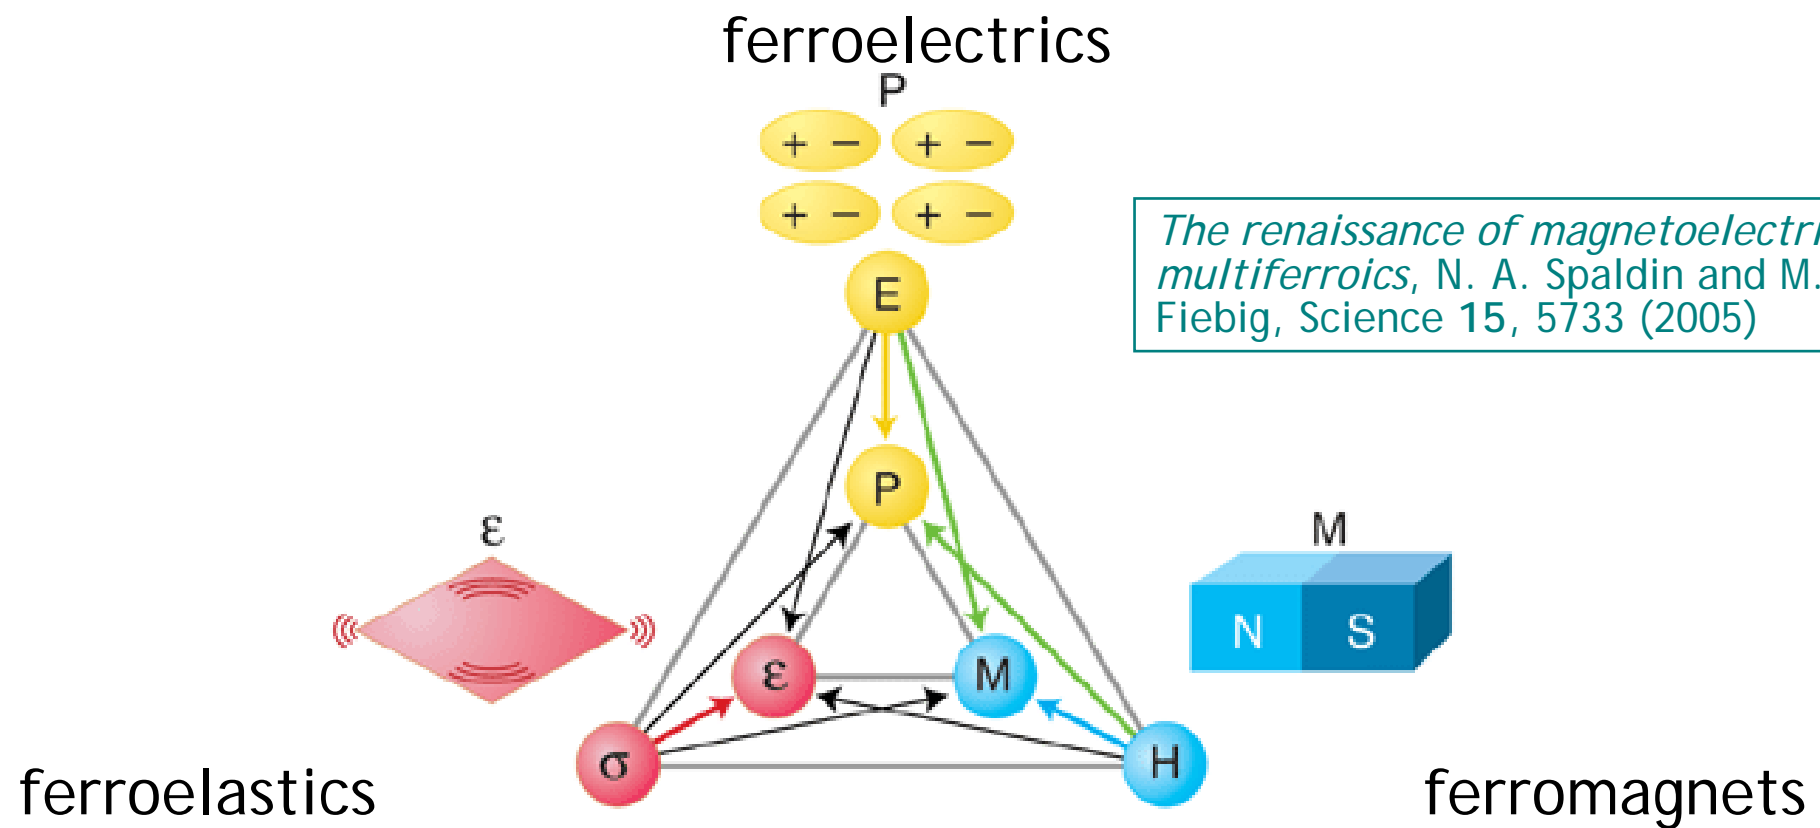 ferroelectrics
P
+ − + −
+ − + −
The renaissance of magnetoelectri
multiferroics, N. A. Spaldin and M.
Fiebig, Science 15, 5733 (2005)
E
P
ε
M
N S
ε M
σ H
ferroelastics
ferromagnets